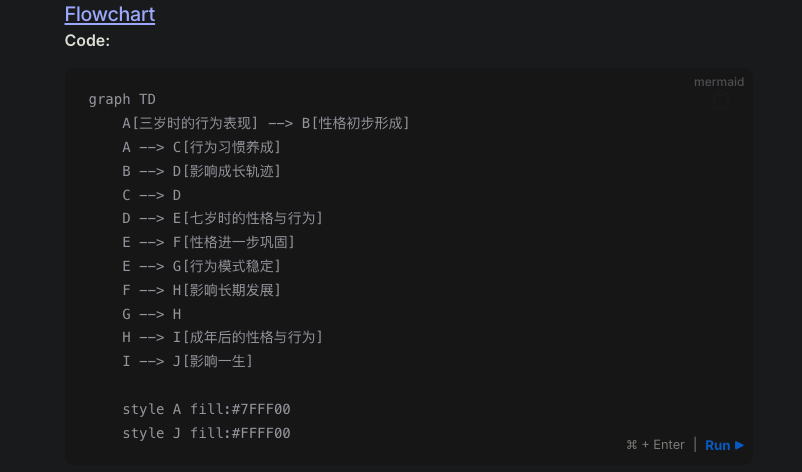 Flowchart
Code:
mermaid
graph TD
    A[三岁时的行为表现] --> B[性格初步形成]
    A --> C[行为习惯养成]
    B --> D[影响成长轨迹]
    C --> D
    D --> E[七岁时的性格与行为]
    E --> F[性格进一步巩固]
    E --> G[行为模式稳定]
    F --> H[影响长期发展]
    G --> H
    H --> I[成年后的性格与行为]
    I --> J[影响一生]
    style A fill:#7FFF00
    style J fill:#FFFF00
⌘ + Enter | Run ▶